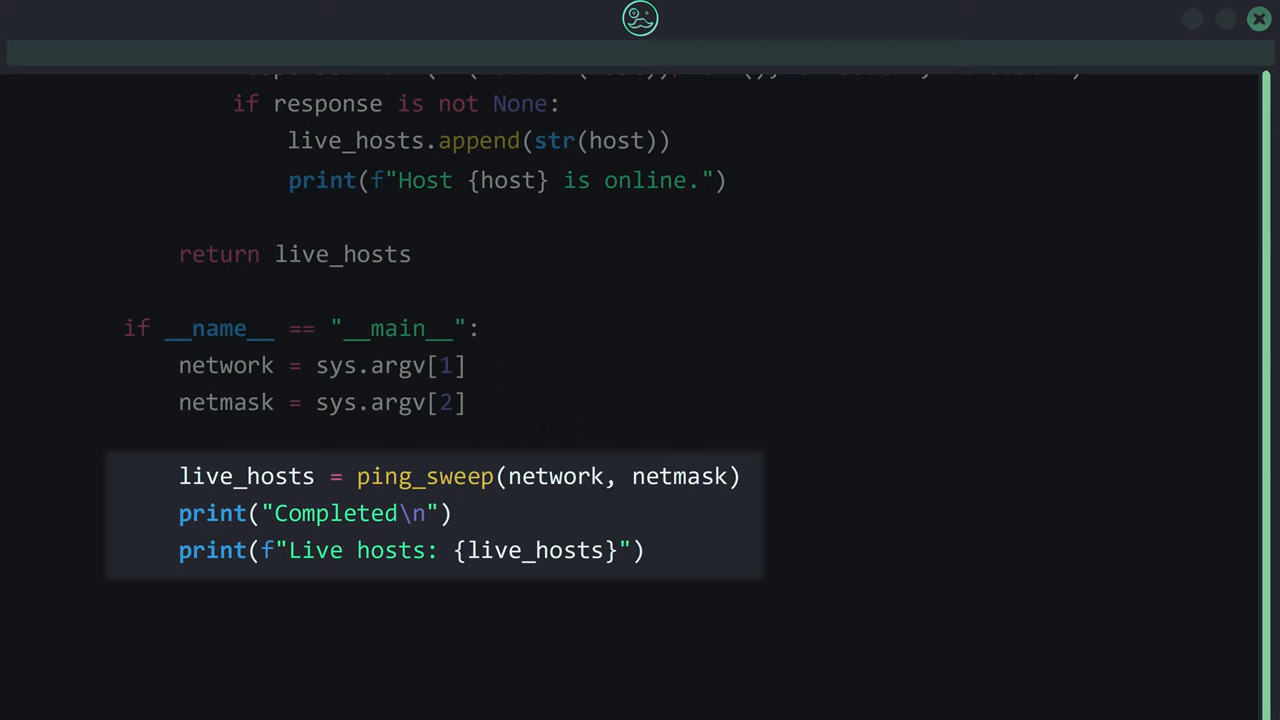 if response is not None:
live_hosts.append(str(host))
print(f"Host {host} is online.")
return live_hosts
if __name__ == "__main__":
network = sys.argv[1]
netmask = sys.argv[2]
live_hosts = ping_sweep(network, netmask)
print("Completed\n")
print(f"Live hosts: {live_hosts}")